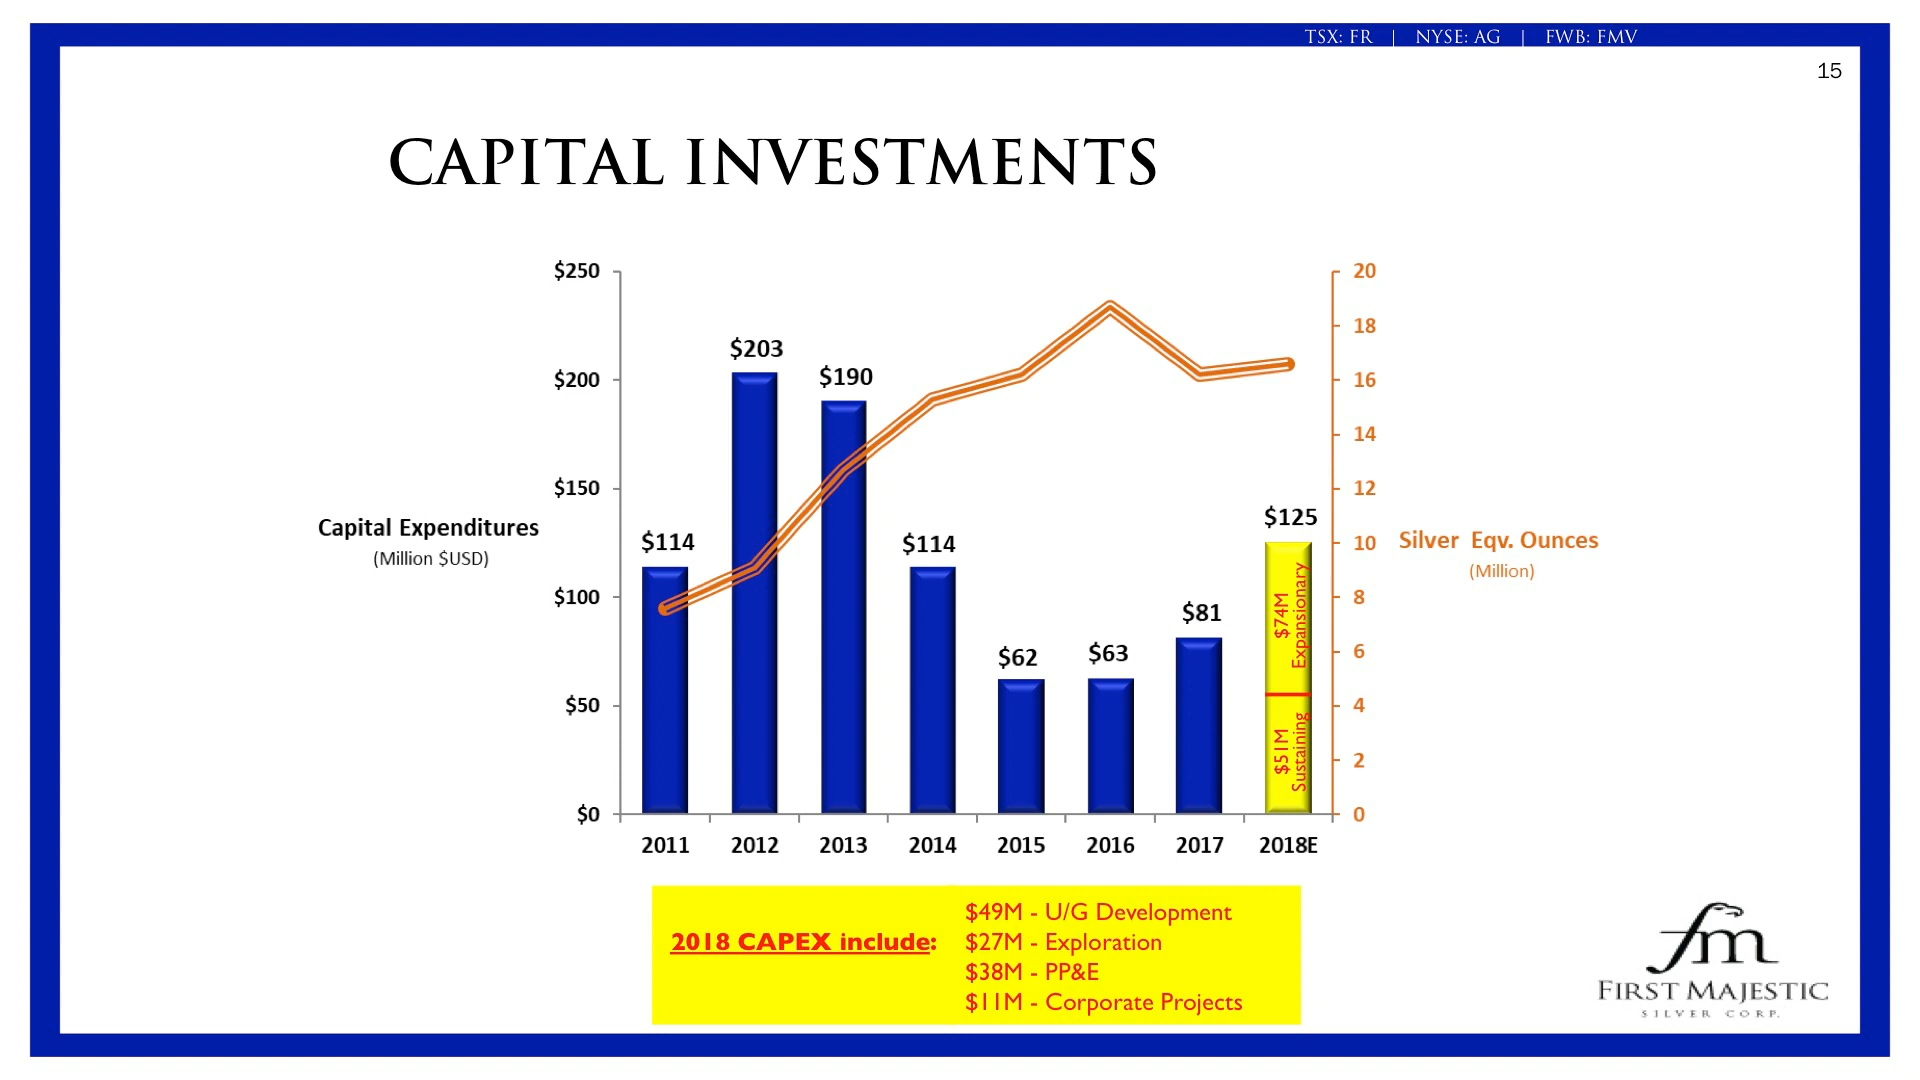 TSX: FR | NYSE: AG | FWB: FMV
15
CAPITAL INVESTMENTS
$250
$200
$150
$100
$50
$0
Capital Expenditures
(Million $USD)
$114
$203
$190
$114
$62
$63
$81
$125
$74M
Expansionary
$51M
Sustaining
20
18
16
14
12
10
8
6
4
2
0
Silver Eqv. Ounces
(Million)
2011 2012 2013 2014 2015 2016 2017 2018E
2018 CAPEX include:
$49M - U/G Development
$27M - Exploration
$38M - PP&E
$11M - Corporate Projects
fm
FIRST MAJESTIC
SILVER CORP.